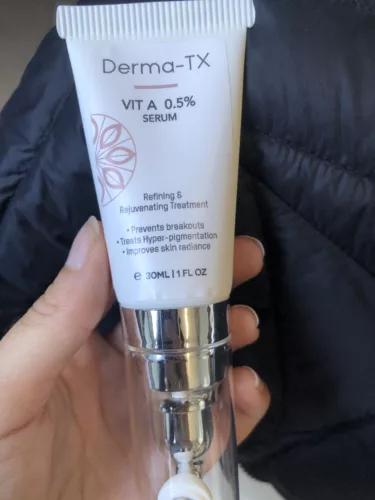 Derma-TX
VIT A 0.5%
SERUM
Refining &
Rejuvenating Treatment
• Prevents breakouts
• Treats Hyper-pigmentation
• Improves skin radiance
℮ 30ML | 1 FL OZ